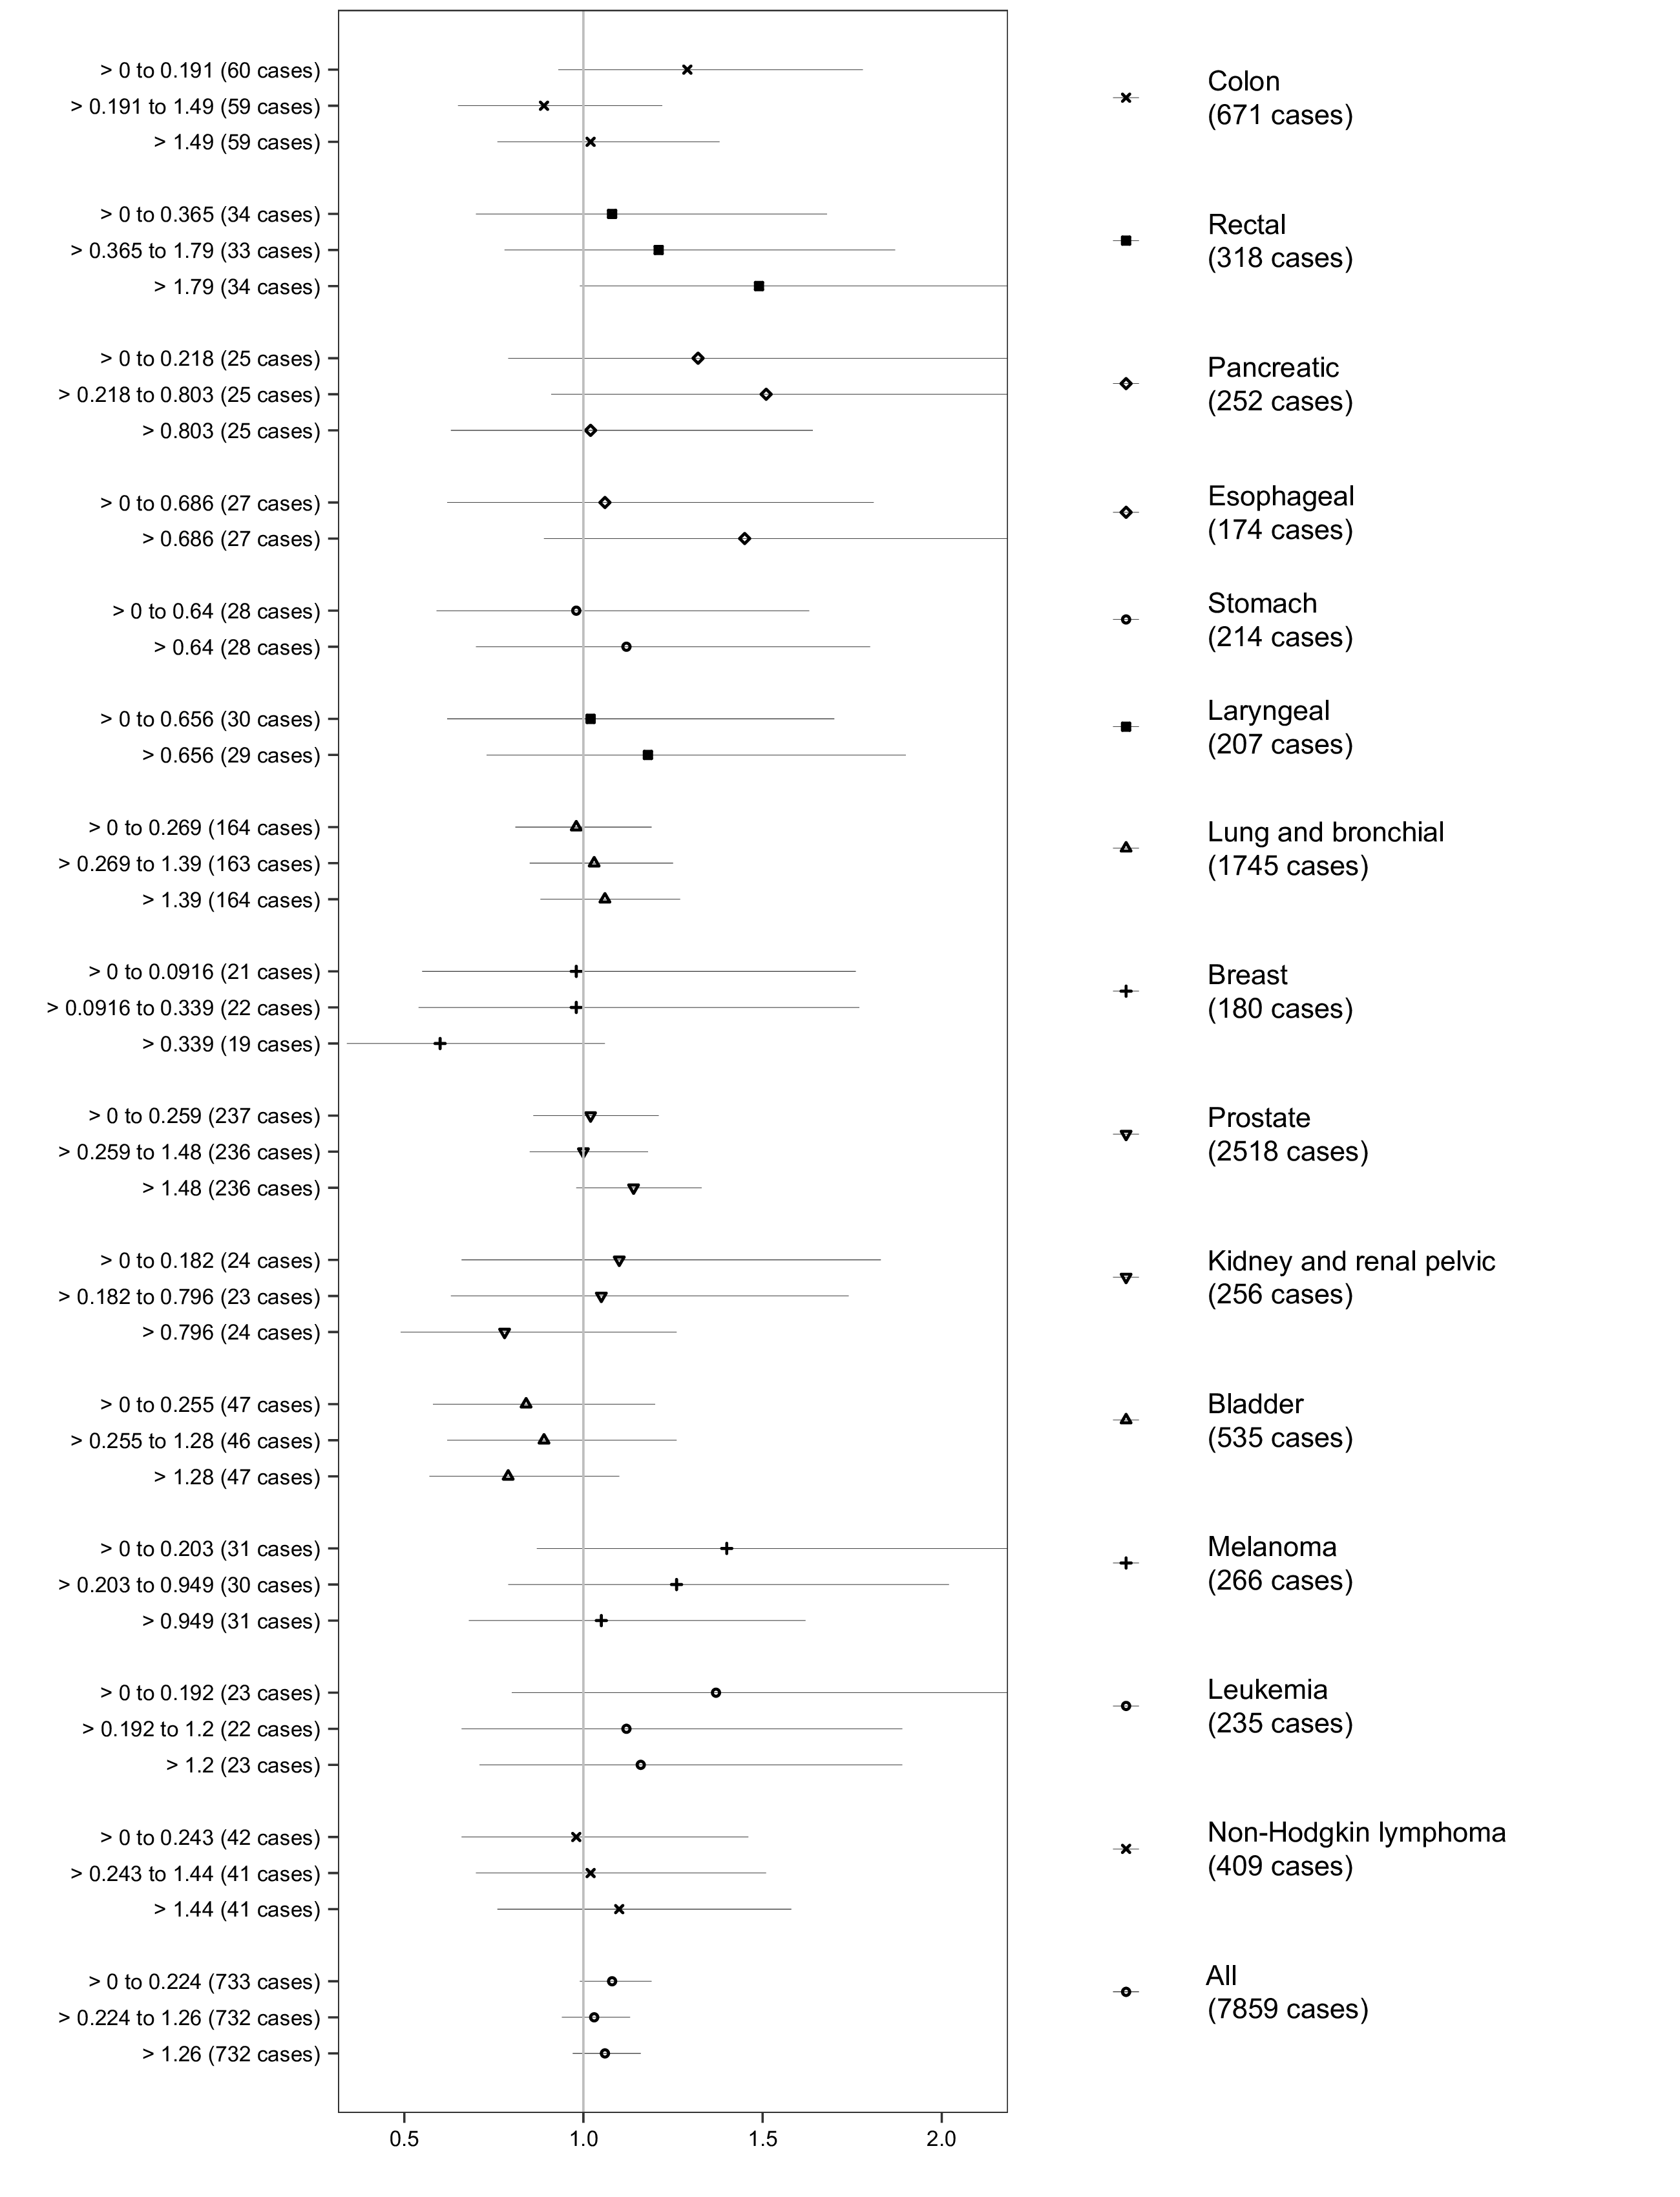 > 0 to 0.191 (60 cases)
> 0.191 to 1.49 (59 cases)
> 1.49 (59 cases)
> 0 to 0.365 (34 cases)
> 0.365 to 1.79 (33 cases)
> 1.79 (34 cases)
> 0 to 0.218 (25 cases)
> 0.218 to 0.803 (25 cases)
> 0.803 (25 cases)
> 0 to 0.686 (27 cases)
> 0.686 (27 cases)
> 0 to 0.64 (28 cases)
> 0.64 (28 cases)
> 0 to 0.656 (30 cases)
> 0.656 (29 cases)
> 0 to 0.269 (164 cases)
> 0.269 to 1.39 (163 cases)
> 1.39 (164 cases)
> 0 to 0.0916 (21 cases)
> 0.0916 to 0.339 (22 cases)
> 0.339 (19 cases)
> 0 to 0.259 (237 cases)
> 0.259 to 1.48 (236 cases)
> 1.48 (236 cases)
> 0 to 0.182 (24 cases)
> 0.182 to 0.796 (23 cases)
> 0.796 (24 cases)
> 0 to 0.255 (47 cases)
> 0.255 to 1.28 (46 cases)
> 1.28 (47 cases)
> 0 to 0.203 (31 cases)
> 0.203 to 0.949 (30 cases)
> 0.949 (31 cases)
> 0 to 0.192 (23 cases)
> 0.192 to 1.2 (22 cases)
> 1.2 (23 cases)
> 0 to 0.243 (42 cases)
> 0.243 to 1.44 (41 cases)
> 1.44 (41 cases)
> 0 to 0.224 (733 cases)
> 0.224 to 1.26 (732 cases)
> 1.26 (732 cases)
0.5 1.0 1.5 2.0
Colon
(671 cases)
Rectal
(318 cases)
Pancreatic
(252 cases)
Esophageal
(174 cases)
Stomach
(214 cases)
Laryngeal
(207 cases)
Lung and bronchial
(1745 cases)
Breast
(180 cases)
Prostate
(2518 cases)
Kidney and renal pelvic
(256 cases)
Bladder
(535 cases)
Melanoma
(266 cases)
Leukemia
(235 cases)
Non-Hodgkin lymphoma
(409 cases)
All
(7859 cases)